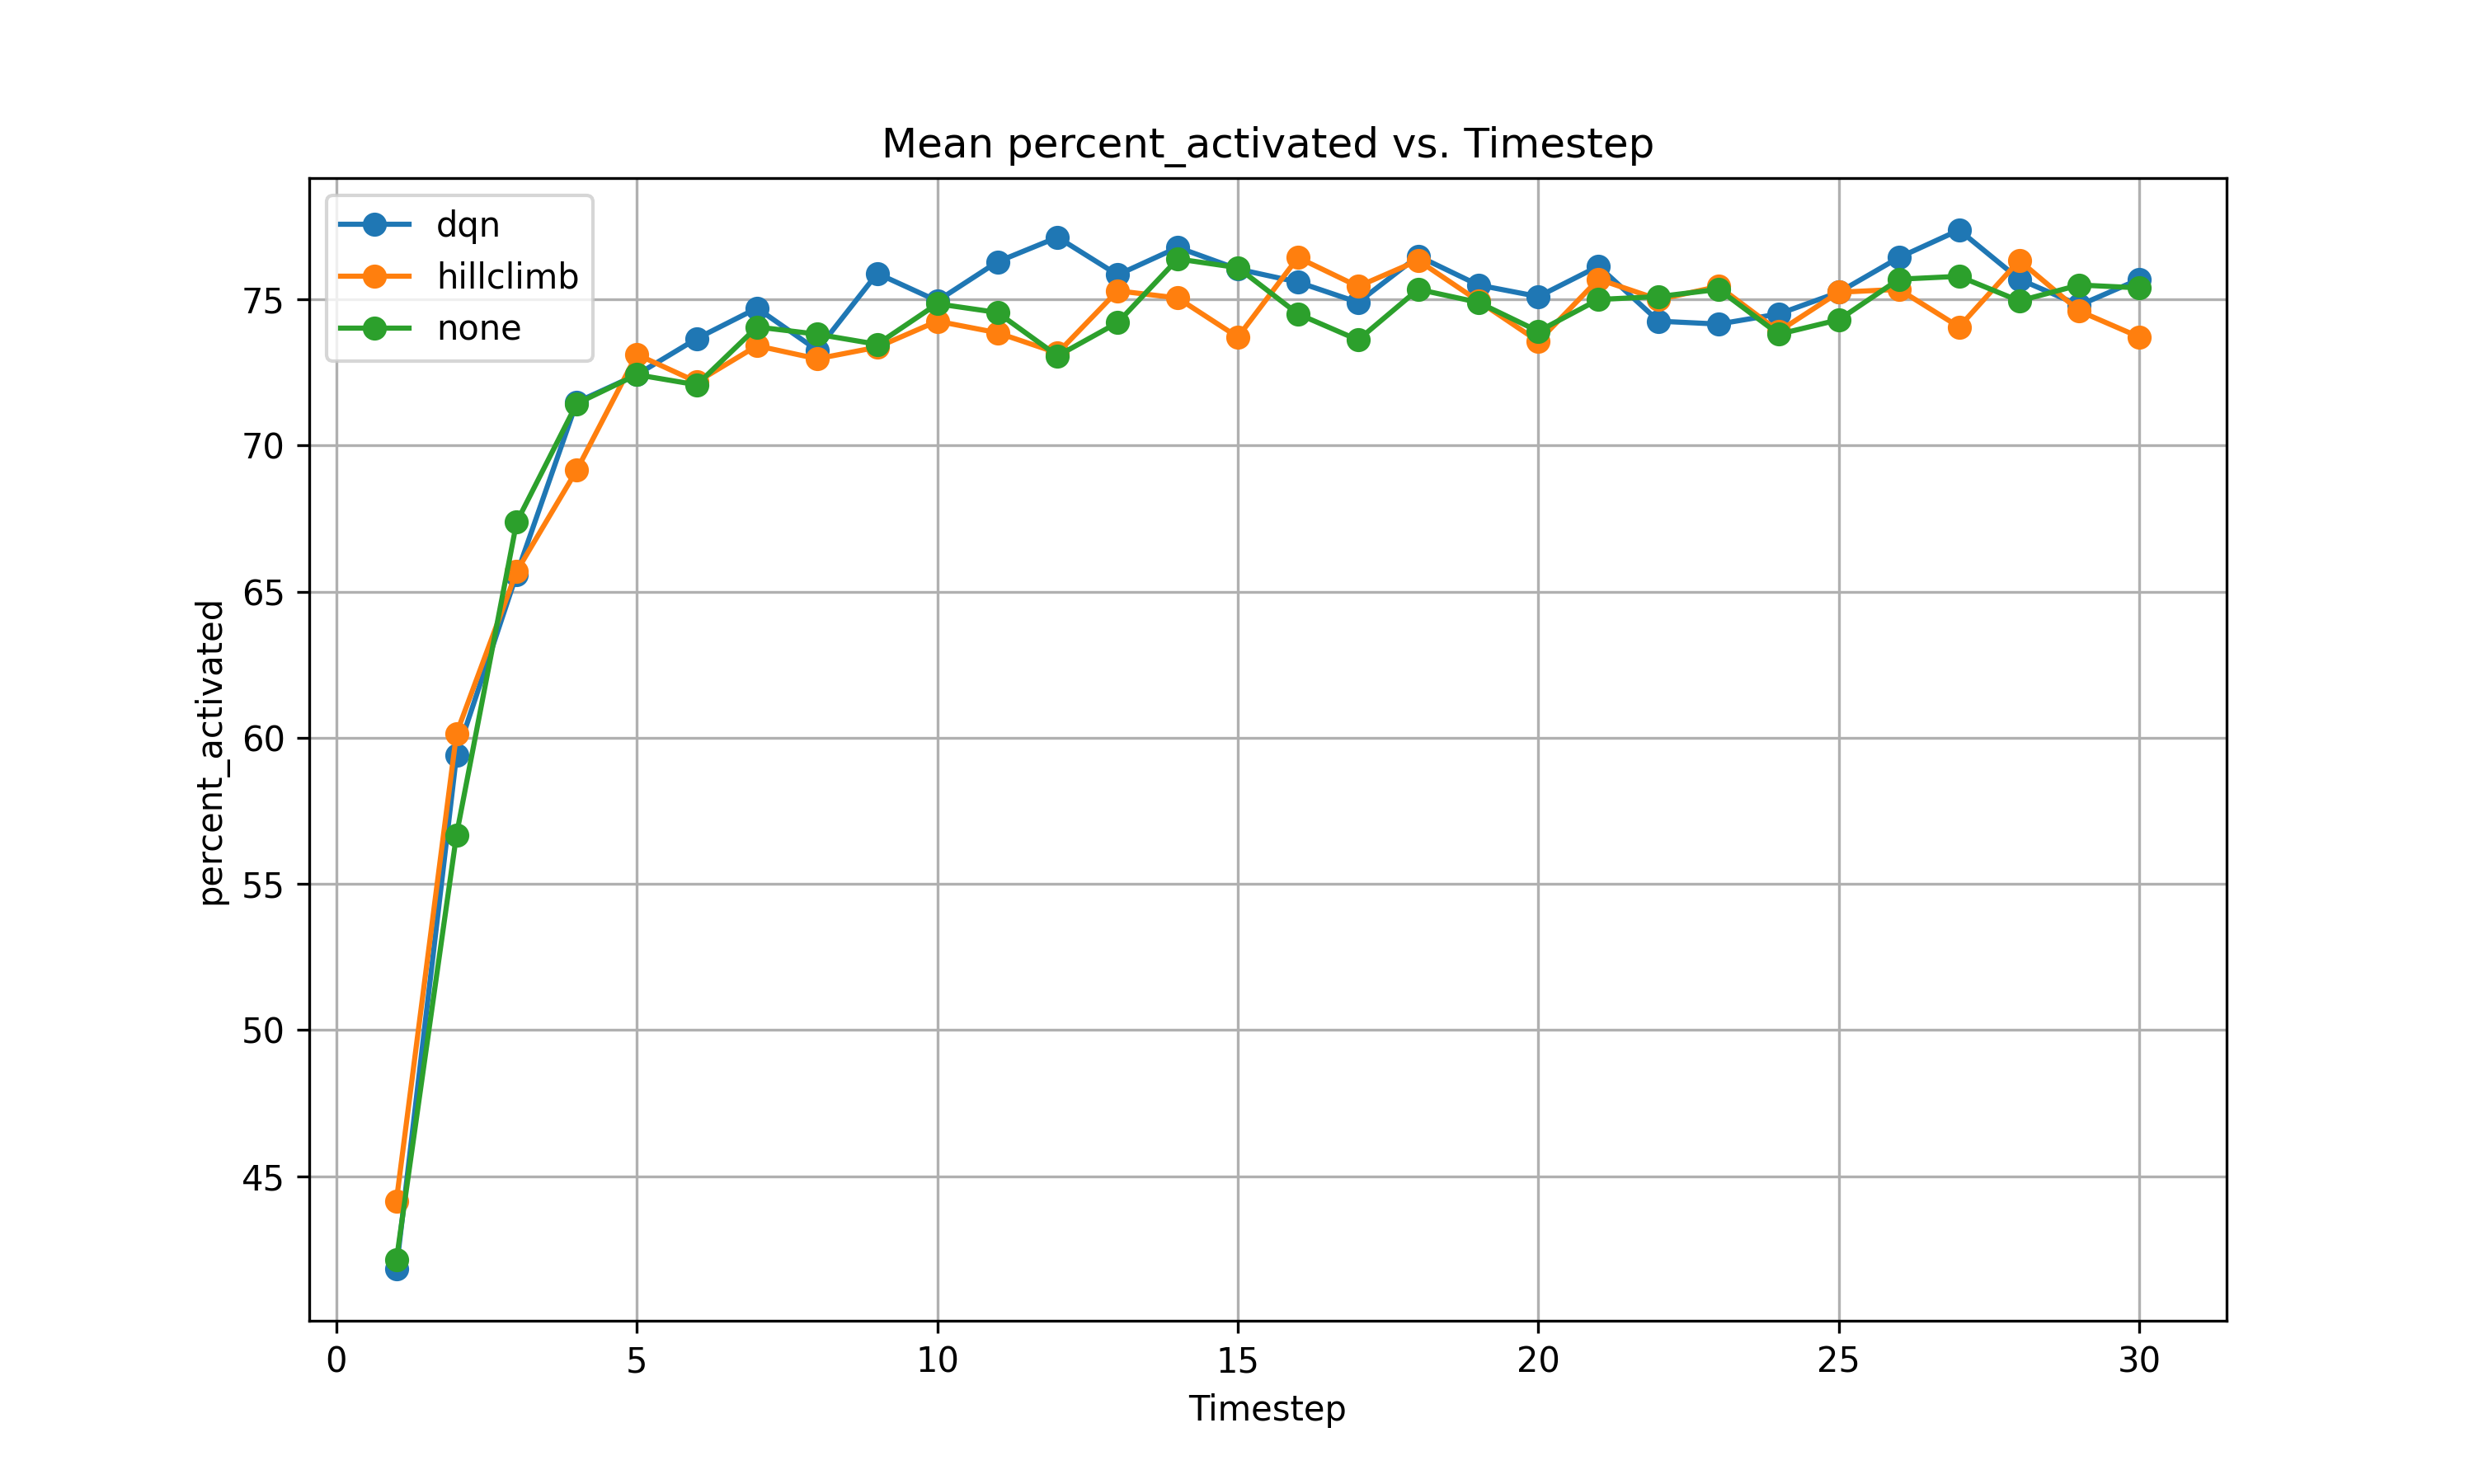 Mean percent_activated vs. Timestep
dqn
hillclimb
none
percent_activated
75
70
65
60
55
50
45
0 5 10 15 20 25 30
Timestep